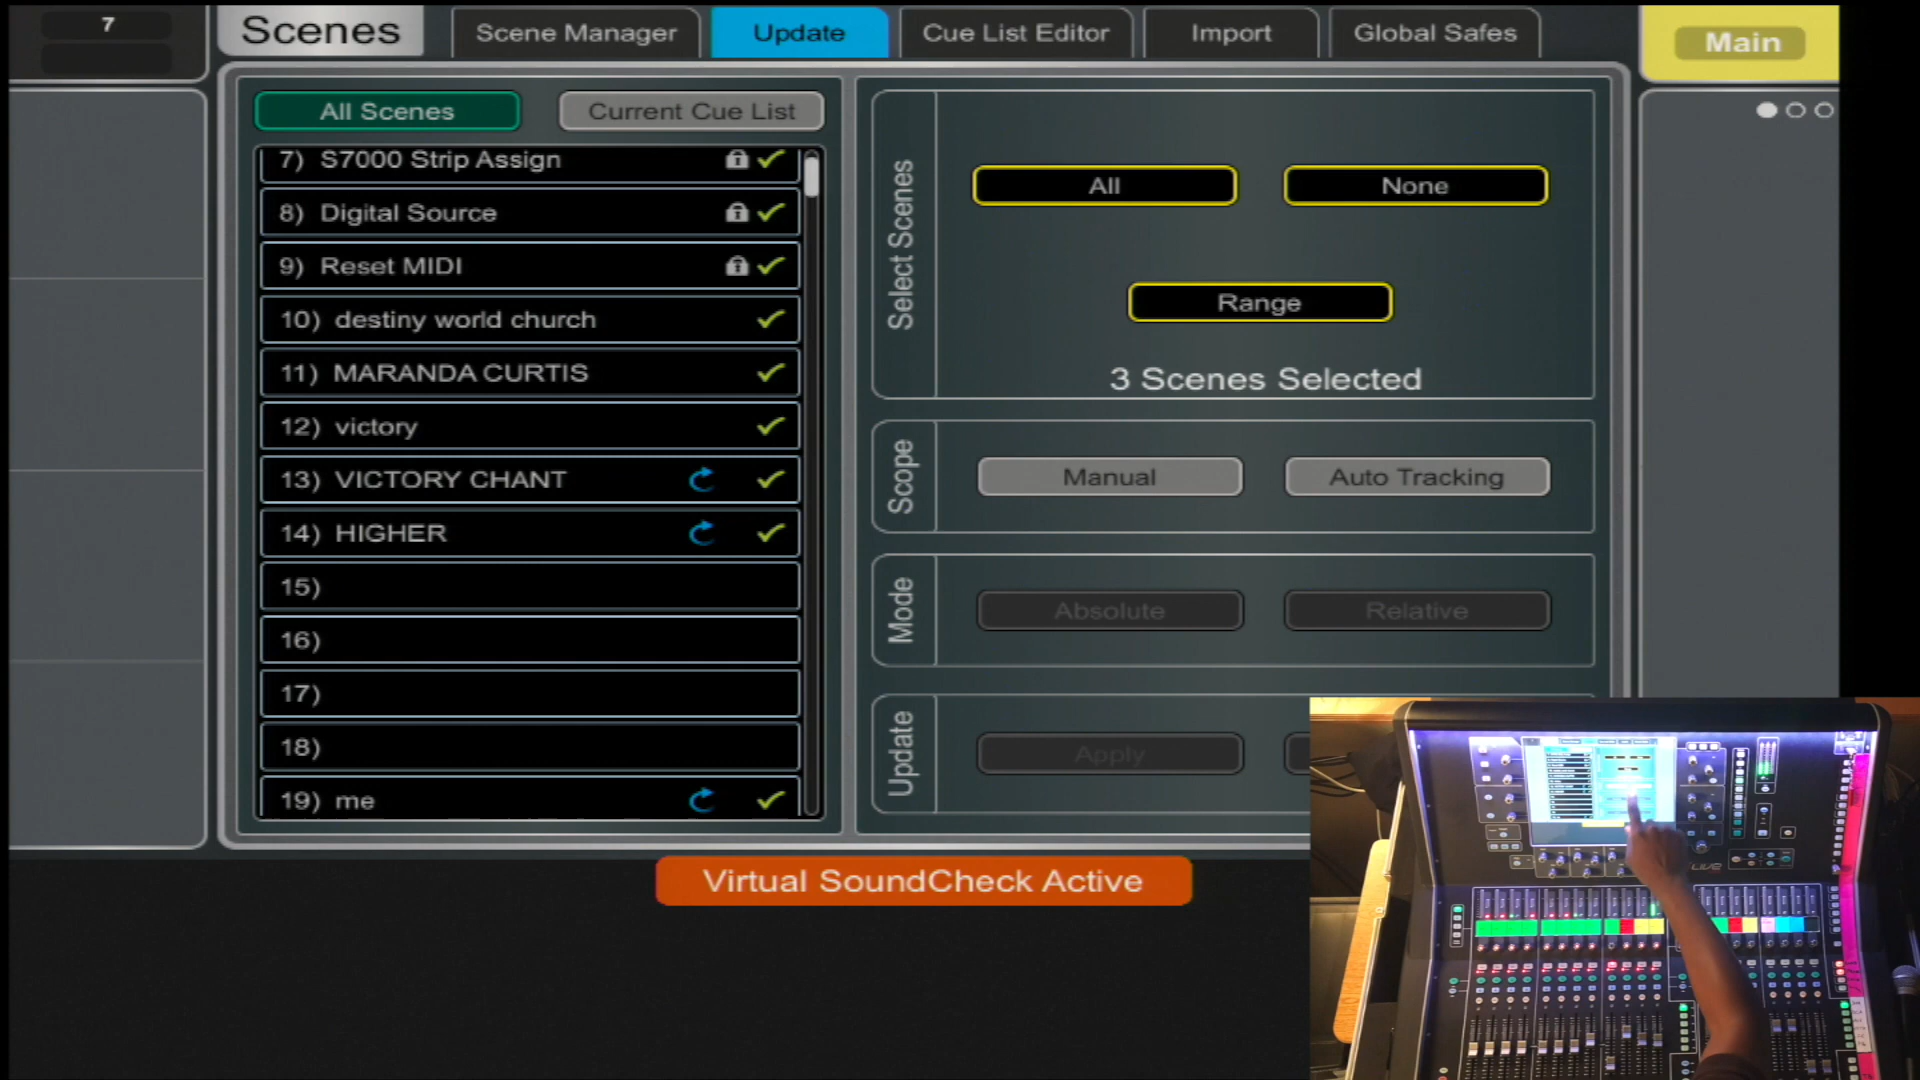 7
Scenes
Scene Manager
Update
Cue List Editor
Import
Global Safes
Main
All Scenes
Current Cue List
7) S7000 Strip Assign
8) Digital Source
9) Reset MIDI
10) destiny world church
11) MARANDA CURTIS
12) victory
13) VICTORY CHANT
14) HIGHER
15)
16)
17)
18)
19) me
Select Scenes
All
None
Range
3 Scenes Selected
Scope
Manual
Auto Tracking
Mode
Absolute
Relative
Update
Apply
Virtual SoundCheck Active